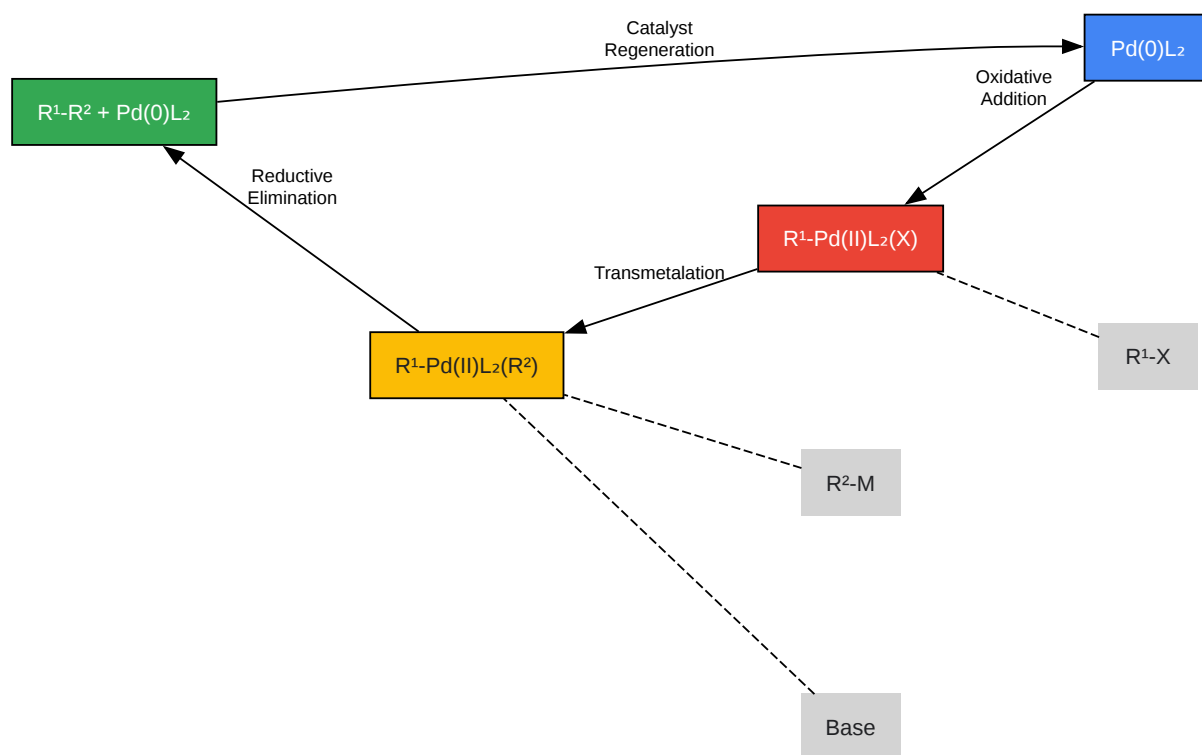 Catalyst
Regeneration
Pd(0)L₂
Oxidative
Addition
R¹-R² + Pd(0)L₂
Reductive
Elimination
R¹-Pd(II)L₂(X)
Transmetalation
R¹-X
R¹-Pd(II)L₂(R²)
R²-M
Base